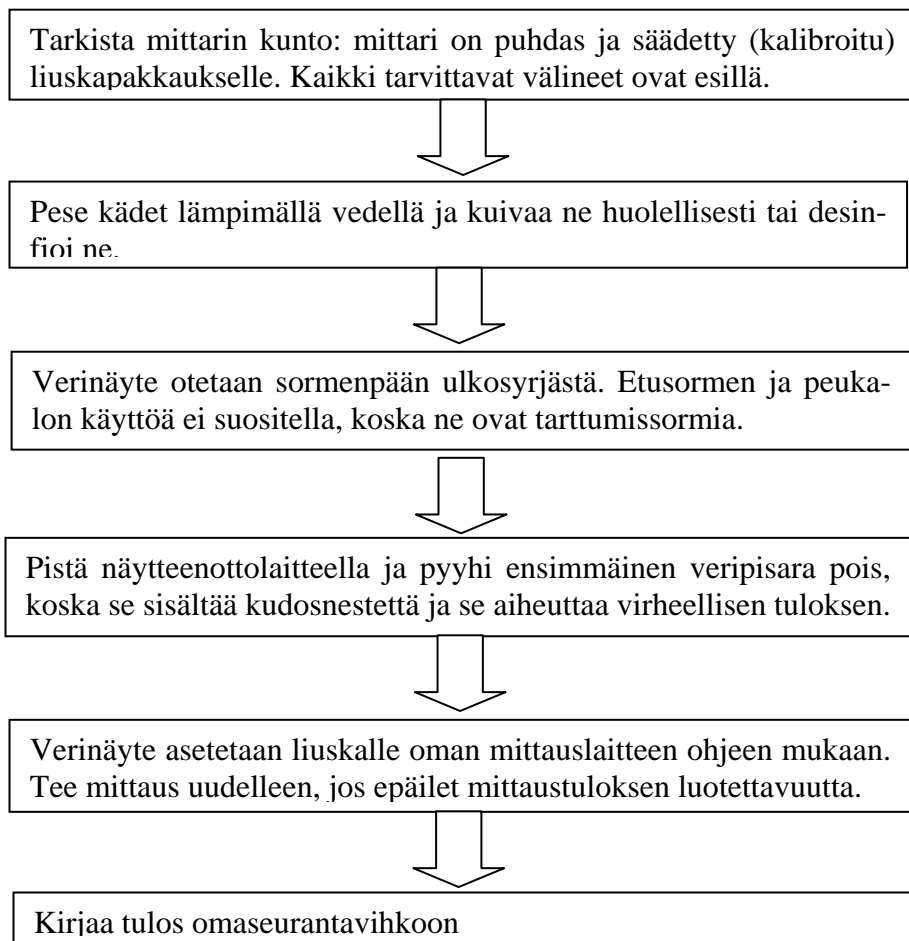 Tarkista mittarin kunto: mittari on puhdas ja säädetty (kalibroitu)
liuskapakkaukselle. Kaikki tarvittavat välineet ovat esillä.
Pese kädet lämpimällä vedellä ja kuivaa ne huolellisesti tai desin-
fioi ne.
Verinäyte otetaan sormenpään ulkosyrjästä. Etusormen ja peuka-
lon käyttöä ei suositella, koska ne ovat tarttumissormia.
Pistä näytteenottolaitteella ja pyyhi ensimmäinen veripisara pois,
koska se sisältää kudosnestettä ja se aiheuttaa virheellisen tuloksen.
Verinäyte asetetaan liuskalle oman mittauslaitteen ohjeen mukaan.
Tee mittaus uudelleen, jos epäilet mittaustuloksen luotettavuutta.
Kirjaa tulos omaseurantavihkoon